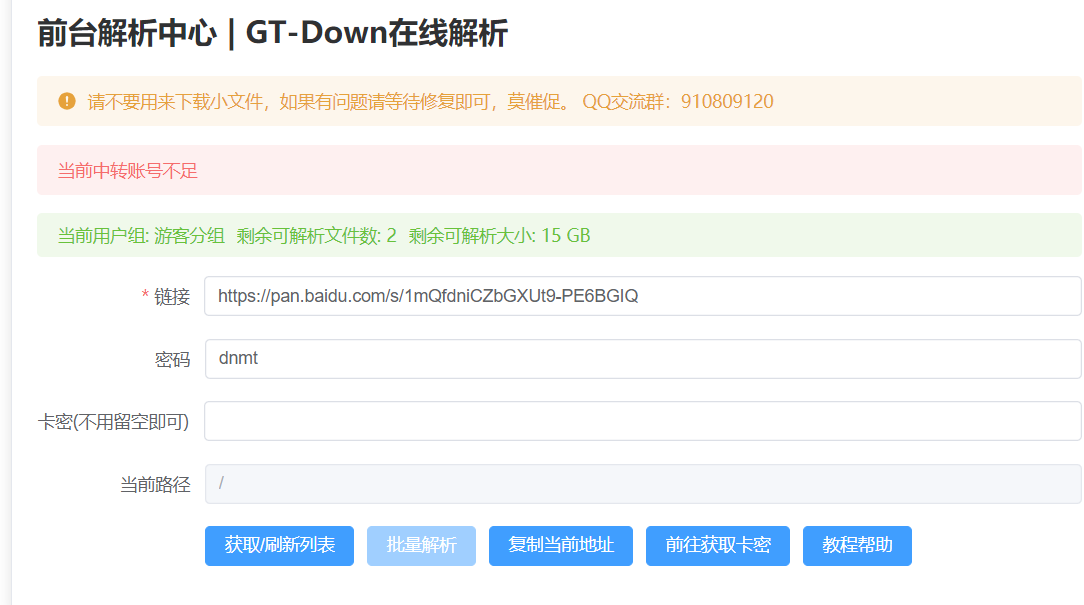 前台解析中心 | GT-Down在线解析
! 请不要用来下载小文件，如果有问题请等待修复即可，莫催促。 QQ交流群：910809120
当前中转账号不足
当前用户组: 游客分组 剩余可解析文件数: 2 剩余可解析大小: 15 GB
* 链接 https://pan.baidu.com/s/1mQfdniCZbGXUt9-PE6BGIQ
密码 dnmt
卡密(不用留空即可)
当前路径 /
获取/刷新列表 批量解析 复制当前地址 前往获取卡密 教程帮助